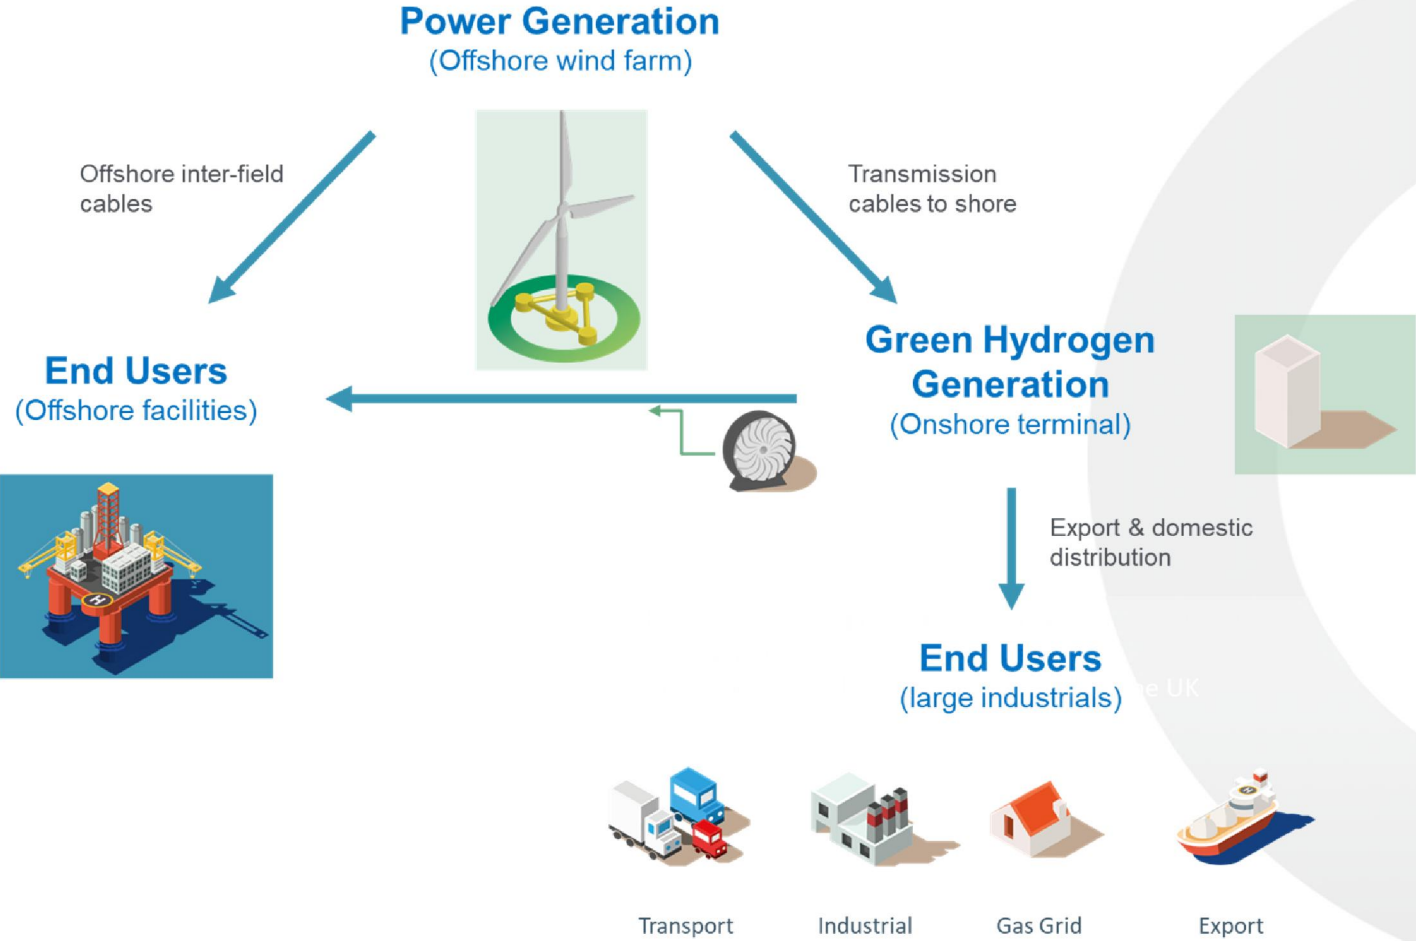 Power Generation
(Offshore wind farm)
Offshore inter-field
cables
Transmission
cables to shore
End Users
(Offshore facilities)
Green Hydrogen
Generation
(Onshore terminal)
H
Export & domestic
distribution
End Users
(large industrials)
UK
Transport
Industrial
Gas Grid
Export